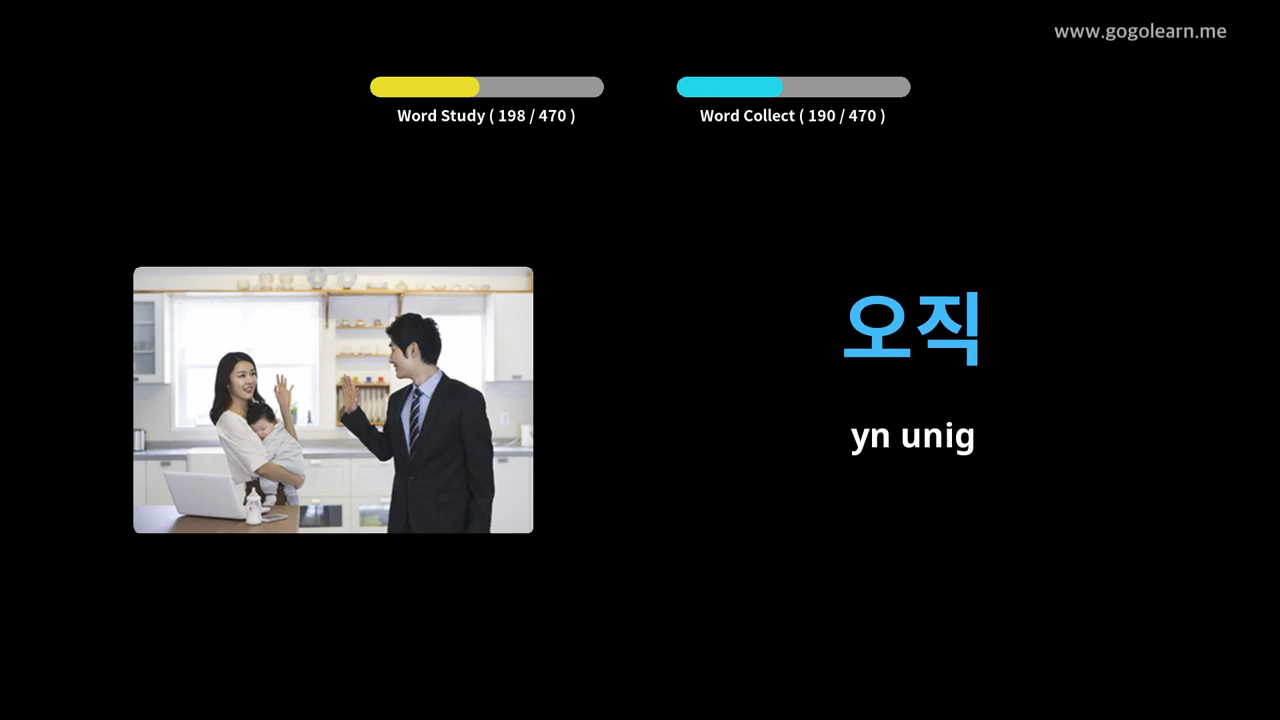 www.gogolearn.me
Word Study ( 198 / 470 )
Word Collect ( 190 / 470 )
오직
yn unig